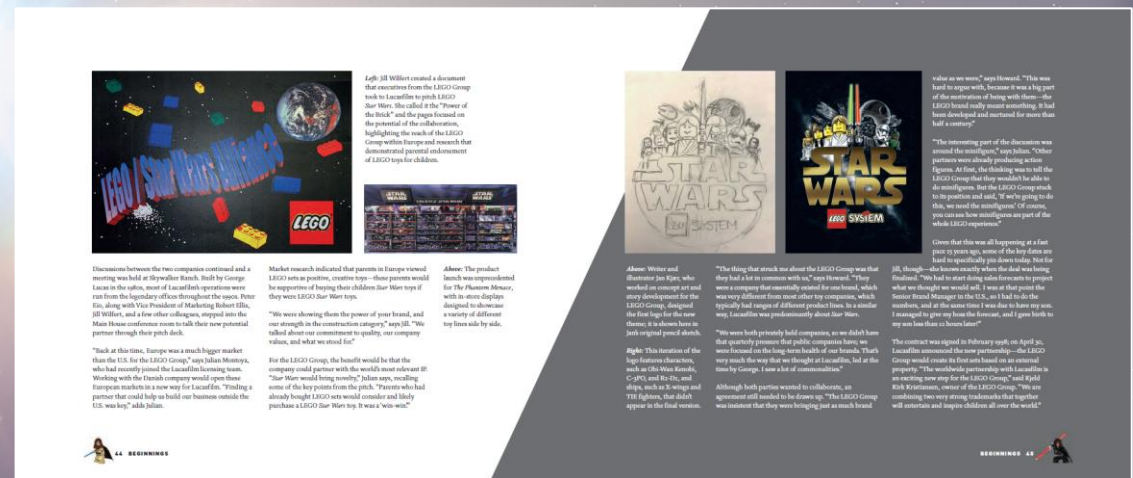 LEGO / Star Wars Winner?
LEGO
Left: Jill Wilfert created a document
that executives from the LEGO Group
took to Lucasfilm to pitch LEGO
Star Wars. She called it the "Power of
the Brick" and the pages focused on
the potential of the collaboration,
highlighting the reach of the LEGO
Group within Europe and research that
demonstrated parental endorsement
of LEGO toys for children.
STAR WARS
STAR WARS
Above: The product
launch was unprecedented
for The Phantom Menace,
with in-store displays
designed to showcase
a variety of different
toy lines side by side.
Discussions between the two companies continued and a
meeting was held at Skywalker Ranch. Built by George
Lucas in the 1980s, most of Lucasfilm's operations were
run from the legendary offices throughout the 1990s. Peter
Eio, along with Vice President of Marketing Robert Ellis,
Jill Wilfert, and a few other colleagues, stepped into the
Main House conference room to talk their new potential
partner through their pitch deck.
"Back at this time, Europe was a much bigger market
than the U.S. for the LEGO Group," says Julian Montoya,
who had recently joined the Lucasfilm licensing team.
Working with the Danish company would open these
European markets in a new way for Lucasfilm. "Finding a
partner that could help us build our business outside the
U.S. was key," adds Julian.
Market research indicated that parents in Europe viewed
LEGO sets as positive, creative toys—these parents would
be supportive of buying their children Star Wars toys if
they were LEGO Star Wars toys.
"We were showing them the power of your brand, and
our strength in the construction category," says Jill. "We
talked about our commitment to quality, our company
values, and what we stood for."
For the LEGO Group, the benefit would be that the
company could partner with the world's most relevant IP.
"Star Wars would bring novelty," Julian says, recalling
some of the key points from the pitch. "Parents who had
already bought LEGO sets would consider and likely
purchase a LEGO Star Wars toy. It was a 'win-win.'"
44 BEGINNINGS
STAR
WARS
LEGO SYSTEM
STAR
WARS
LEGO SYSTEM
Above: Writer and
illustrator Jan Kjær, who
worked on concept art and
story development for the
LEGO Group, designed
the first logo for the new
theme; it is shown here in
Jan's original pencil sketch.
Right: This iteration of the
logo features characters,
such as Obi-Wan Kenobi,
C-3PO, and R2-D2, and
ships, such as X-wings and
TIE fighters, that didn't
appear in the final version.
"The thing that struck me about the LEGO Group was that
they had a lot in common with us," says Howard. "They
were a company that essentially existed for one brand, which
was very different from most other toy companies, which
typically had ranges of different product lines. In a similar
way, Lucasfilm was predominantly about Star Wars.
"We were both privately held companies, so we didn't have
that quarterly pressure that public companies have; we
were focused on the long-term health of our brands. That's
very much the way that we thought at Lucasfilm, led at the
time by George. I saw a lot of commonalities."
Although both parties wanted to collaborate, an
agreement still needed to be drawn up. "The LEGO Group
was insistent that they were bringing just as much brand
value as we were," says Howard. "This was
hard to argue with, because it was a big part
of the motivation of being with them—the
LEGO brand really meant something. It had
been developed and nurtured for more than
half a century."
"The interesting part of the discussion was
around the minifigure," says Julian. "Other
partners were already producing action
figures. At first, the thinking was to tell the
LEGO Group that they wouldn't be able to
do minifigures. But the LEGO Group stuck
to its position and said, 'If we're going to do
this, we need the minifigures.' Of course,
you can see how minifigures are part of the
whole LEGO experience."
Given that this was all happening at a fast
pace 25 years ago, some of the key dates are
hard to specifically pin down today. Not for
Jill, though—she knows exactly when the deal was being
finalized. "We had to start doing sales forecasts to project
what we thought we would sell. I was at that point the
Senior Brand Manager in the U.S., so I had to do the
numbers, and at the same time I was due to have my son.
I managed to give my boss the forecast, and I gave birth to
my son less than 12 hours later!"
The contract was signed in February 1998; on April 30,
Lucasfilm announced the new partnership—the LEGO
Group would create its first sets based on an external
property. "The worldwide partnership with Lucasfilm is
an exciting new step for the LEGO Group," said Kjeld
Kirk Kristiansen, owner of the LEGO Group. "We are
combining two very strong trademarks that together
will entertain and inspire children all over the world."
BEGINNINGS 45